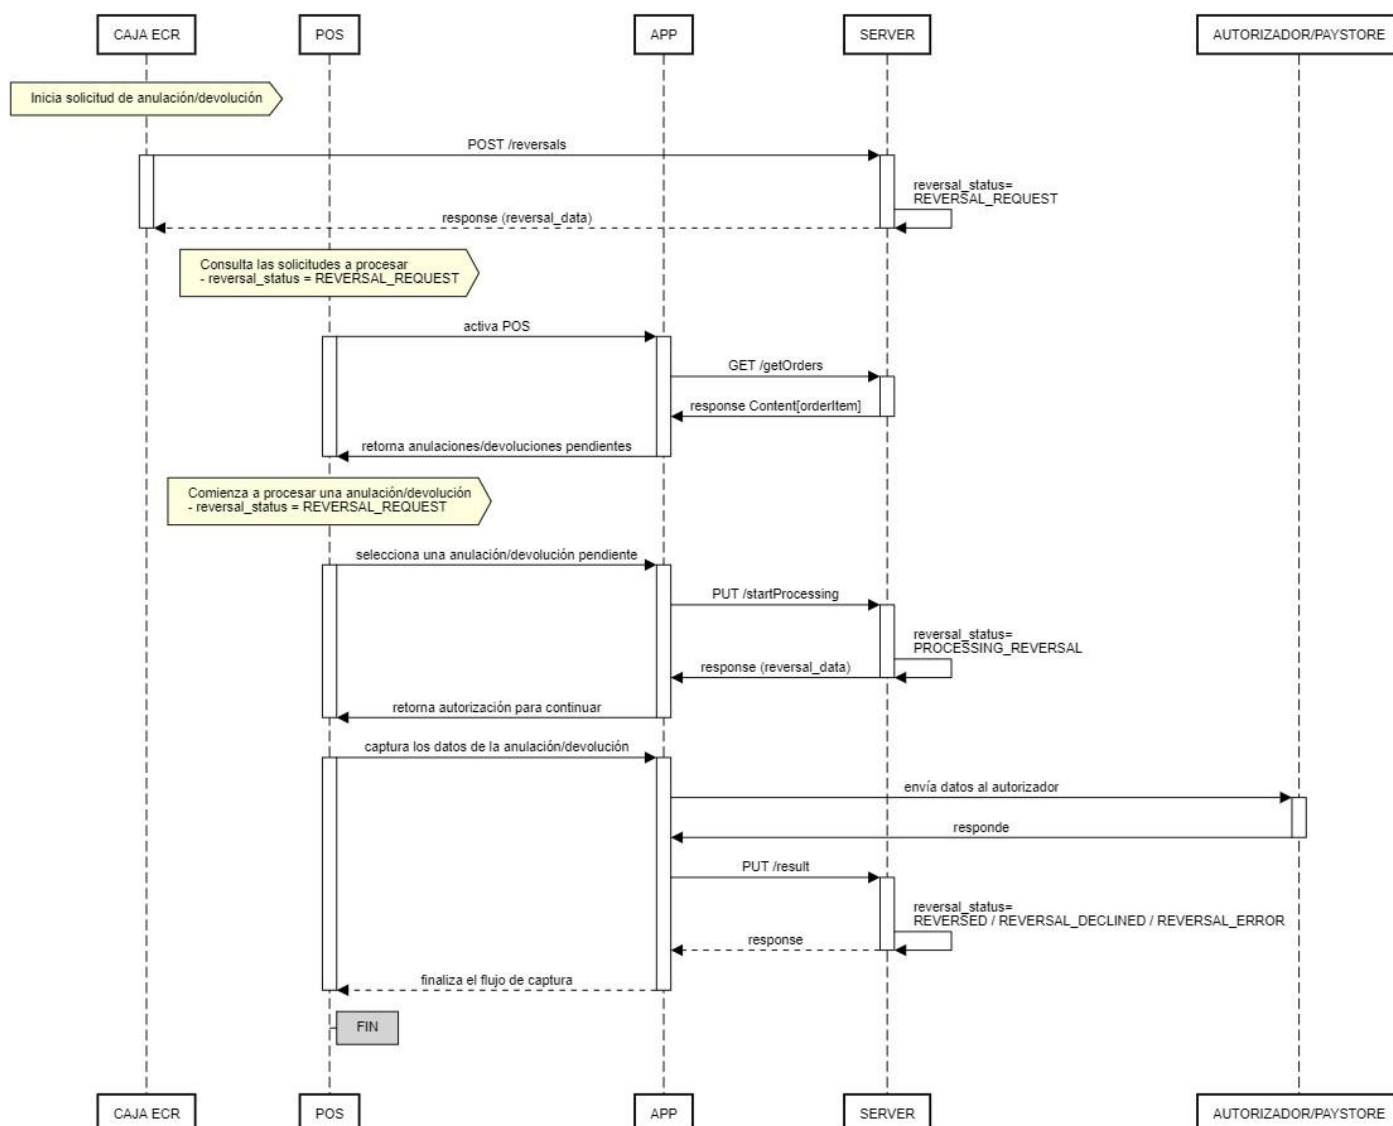 CAJA ECR
POS
APP
SERVER
AUTORIZADOR/PAYSTORE
Inicia solicitud de anulación/devolución
POST /reversals
reversal_status=
REVERSAL_REQUEST
response (reversal_data)
Consulta las solicitudes a procesar
- reversal_status = REVERSAL_REQUEST
activa POS
GET /getOrders
response Content[orderItem]
retorna anulaciones/devoluciones pendientes
Comienza a procesar una anulación/devolución
- reversal_status = REVERSAL_REQUEST
selecciona una anulación/devolución pendiente
PUT /startProcessing
reversal_status=
PROCESSING_REVERSAL
response (reversal_data)
retorna autorización para continuar
captura los datos de la anulación/devolución
envía datos al autorizador
responde
PUT /result
reversal_status=
REVERSED / REVERSAL_DECLINED / REVERSAL_ERROR
response
finaliza el flujo de captura
FIN
CAJA ECR
POS
APP
SERVER
AUTORIZADOR/PAYSTORE